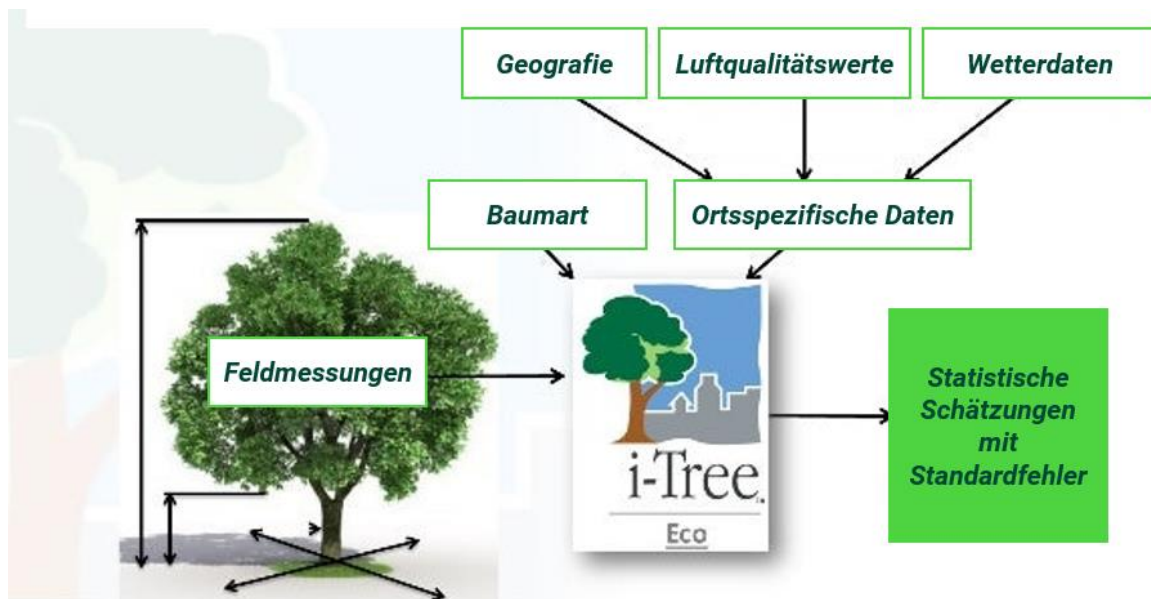 Geografie
Luftqualitätswerte
Wetterdaten
Baumart
Ortsspezifische Daten
Feldmessungen
i-Tree
Eco
Statistische
Schätzungen
mit
Standardfehler